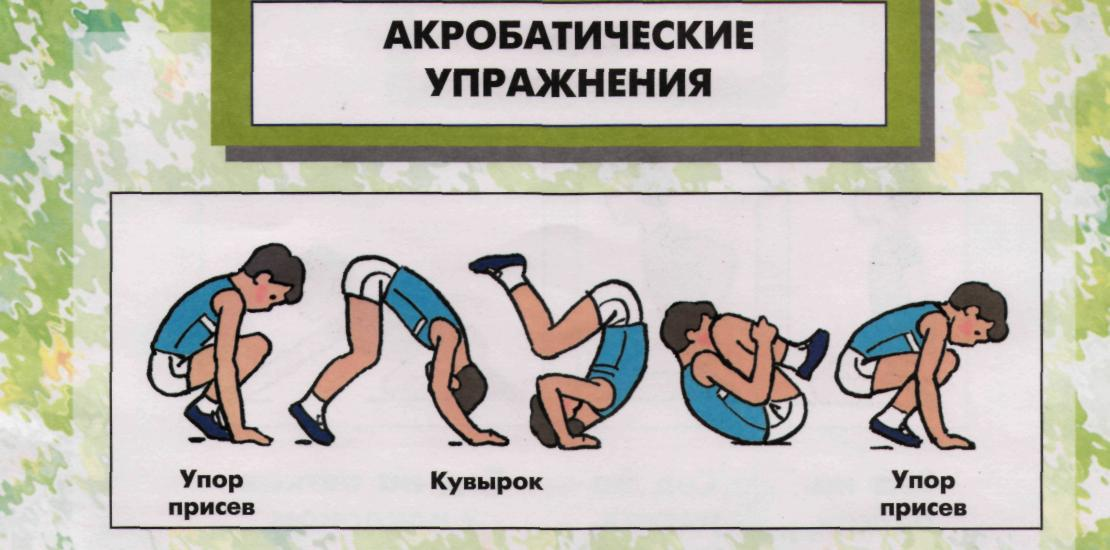 АКРОБАТИЧЕСКИЕ
УПРАЖНЕНИЯ
Упор
присев
Кувырок
Упор
присев